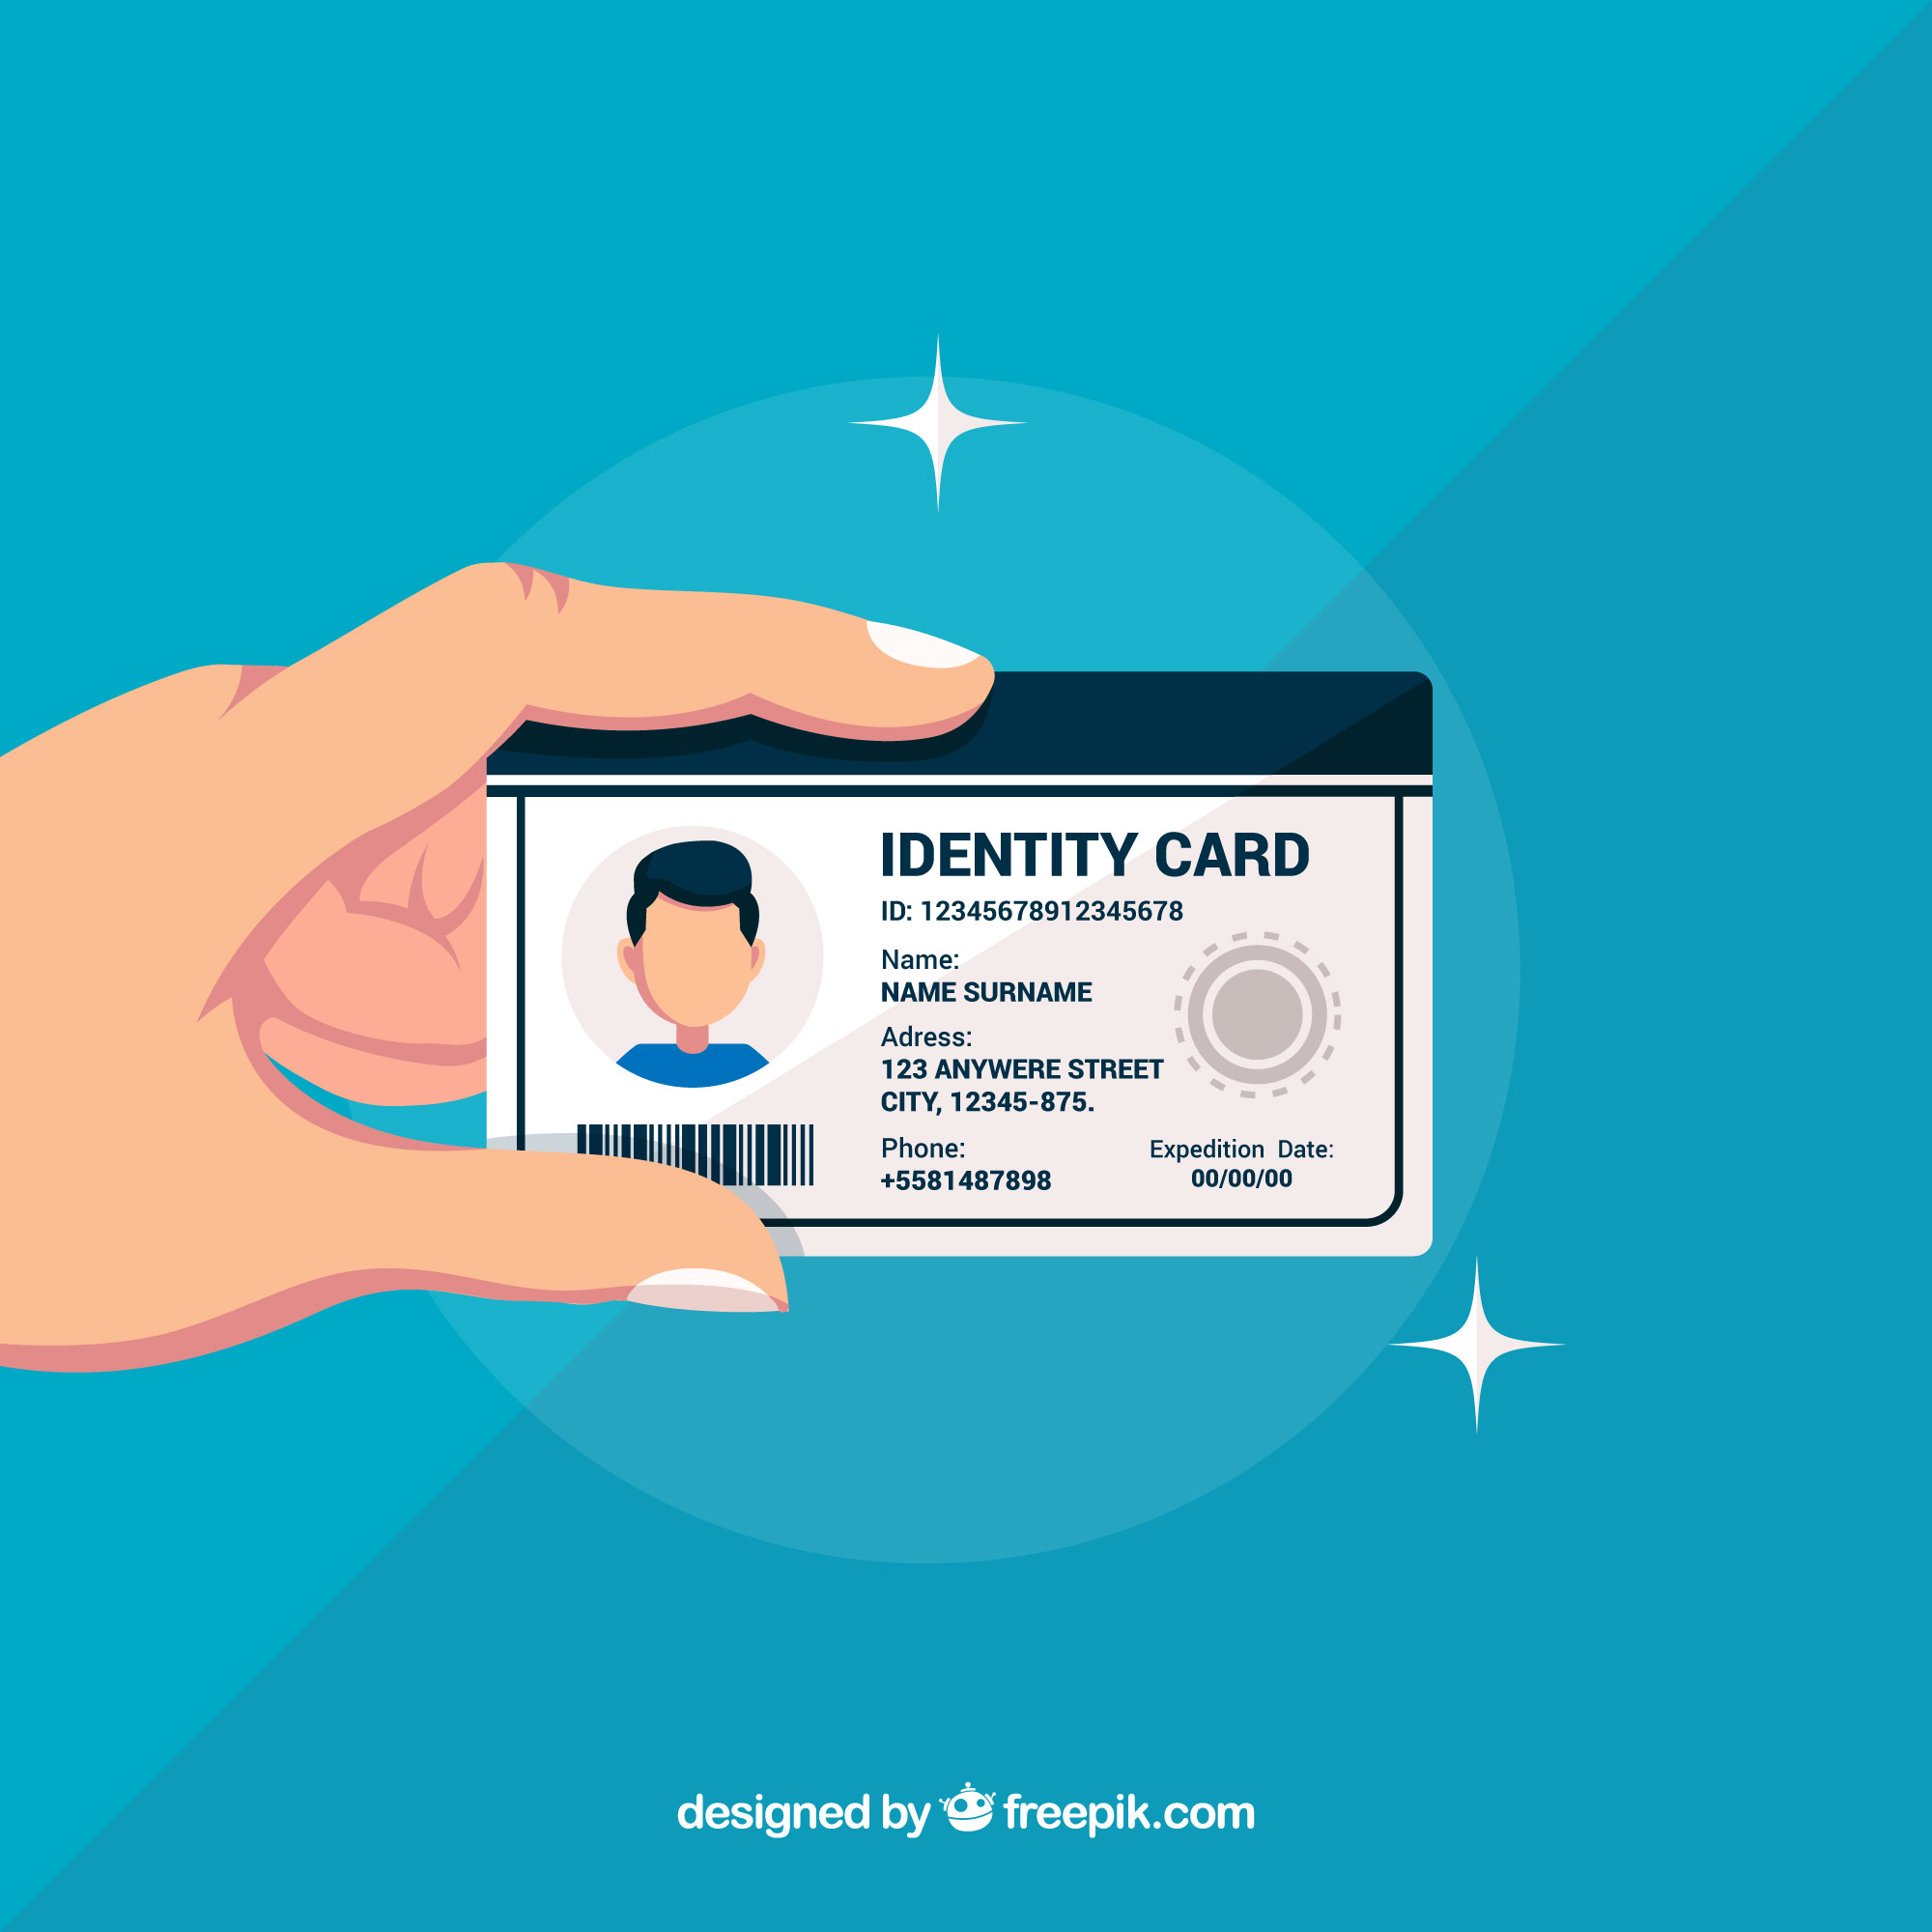 IDENTITY CARD
ID: 12345678912345678
Name:
NAME SURNAME
Adress:
123 ANYWERE STREET
CITY, 12345-875.
Phone:
+5581487898
Expedition Date:
00/00/00
designed by freepik.com